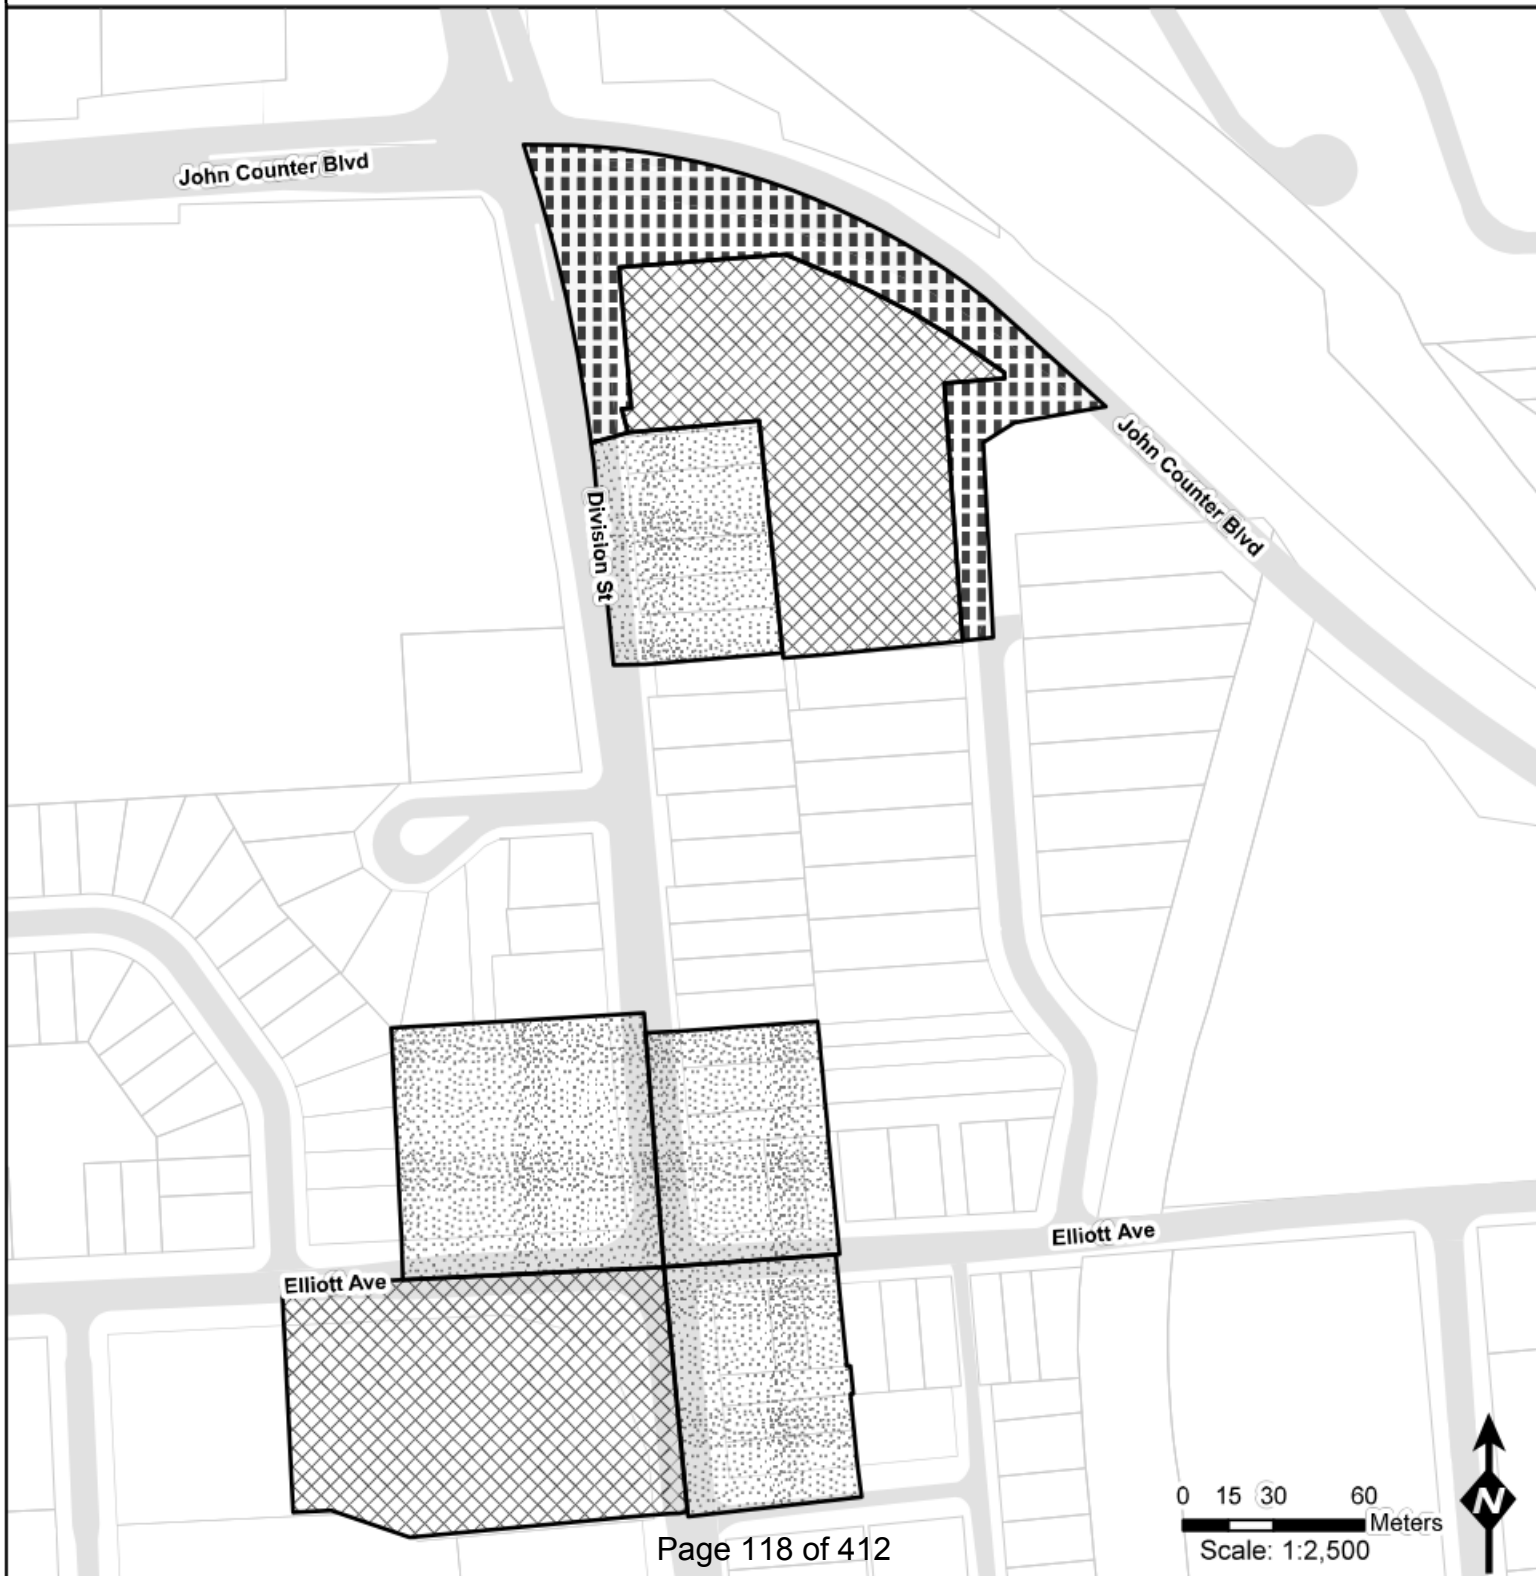 John Counter Blvd
John Counter Blvd
Division St
Elliott Ave
Elliott Ave
0 15 30 60
Meters
Scale: 1:2,500
N
Page 118 of 412